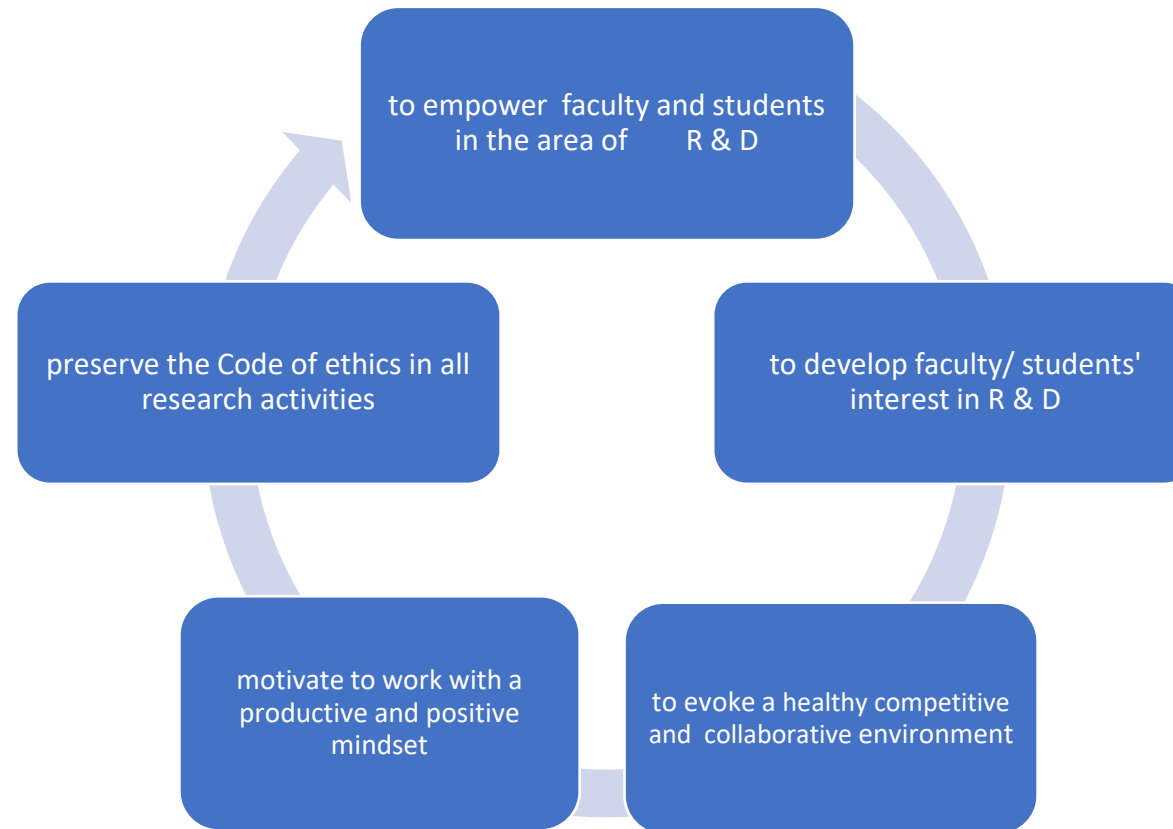 to empower faculty and students
in the area of R & D
to develop faculty/ students'
interest in R & D
to evoke a healthy competitive
and collaborative environment
motivate to work with a
productive and positive
mindset
preserve the Code of ethics in all
research activities